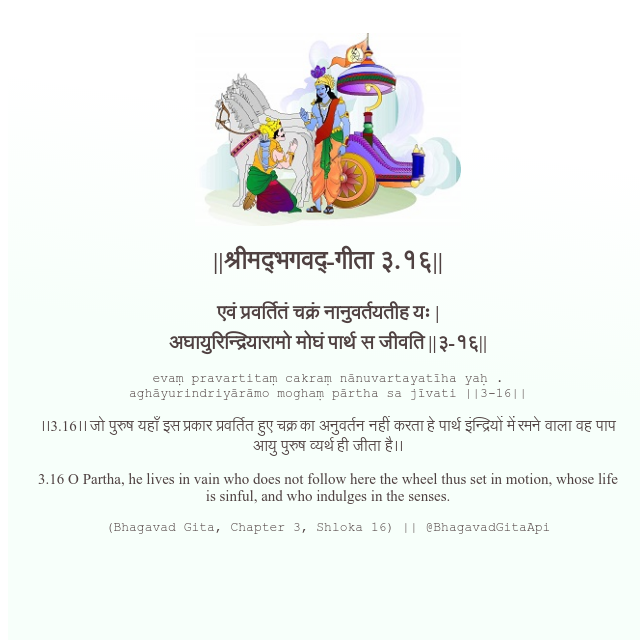 ||श्रीमद्‍भगवद्‍-गीता ३.१६||
एवं प्रवर्तितं चक्रं नानुवर्तयतीह यः |
अघायुरिन्द्रियारामो मोघं पार्थ स जीवति ||३-१६||
evaṃ pravartitaṃ cakraṃ nānuvartayatīha yaḥ .
aghāyurindriyārāmo moghaṃ pārtha sa jīvati ||3-16||
।।3.16।। जो पुरुष यहाँ इस प्रकार प्रवर्तित हुए चक्र का अनुवर्तन नहीं करता हे पार्थ इंन्द्रियों में रमने वाला वह पाप
आयु पुरुष व्यर्थ ही जीता है।।
3.16 O Partha, he lives in vain who does not follow here the wheel thus set in motion, whose life
is sinful, and who indulges in the senses.
(Bhagavad Gita, Chapter 3, Shloka 16) || @BhagavadGitaApi